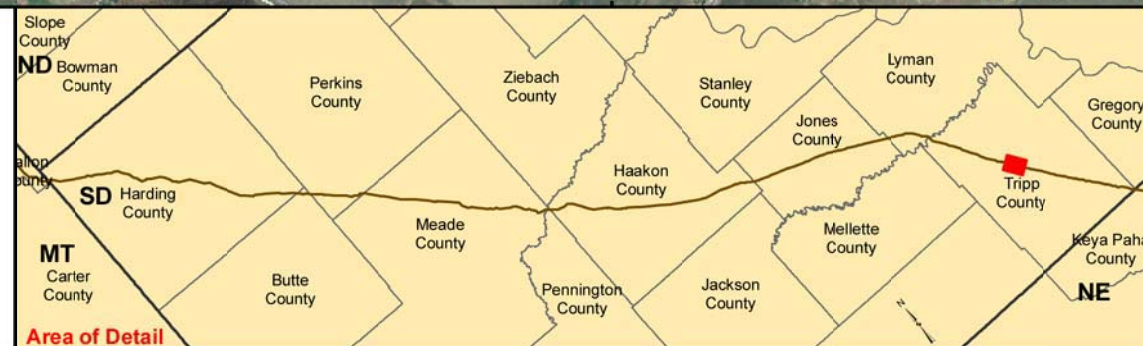 Slope
County
ND
Bowman
County
Perkins
County
Ziebach
County
Stanley
County
Lyman
County
Gregory
County
Jones
County
Haakon
County
Tripp
County
SD
Harding
County
Meade
County
Mellette
County
Keya Paha
County
MT
Carter
County
Butte
County
Pennington
County
Jackson
County
NE
N
Area of Detail